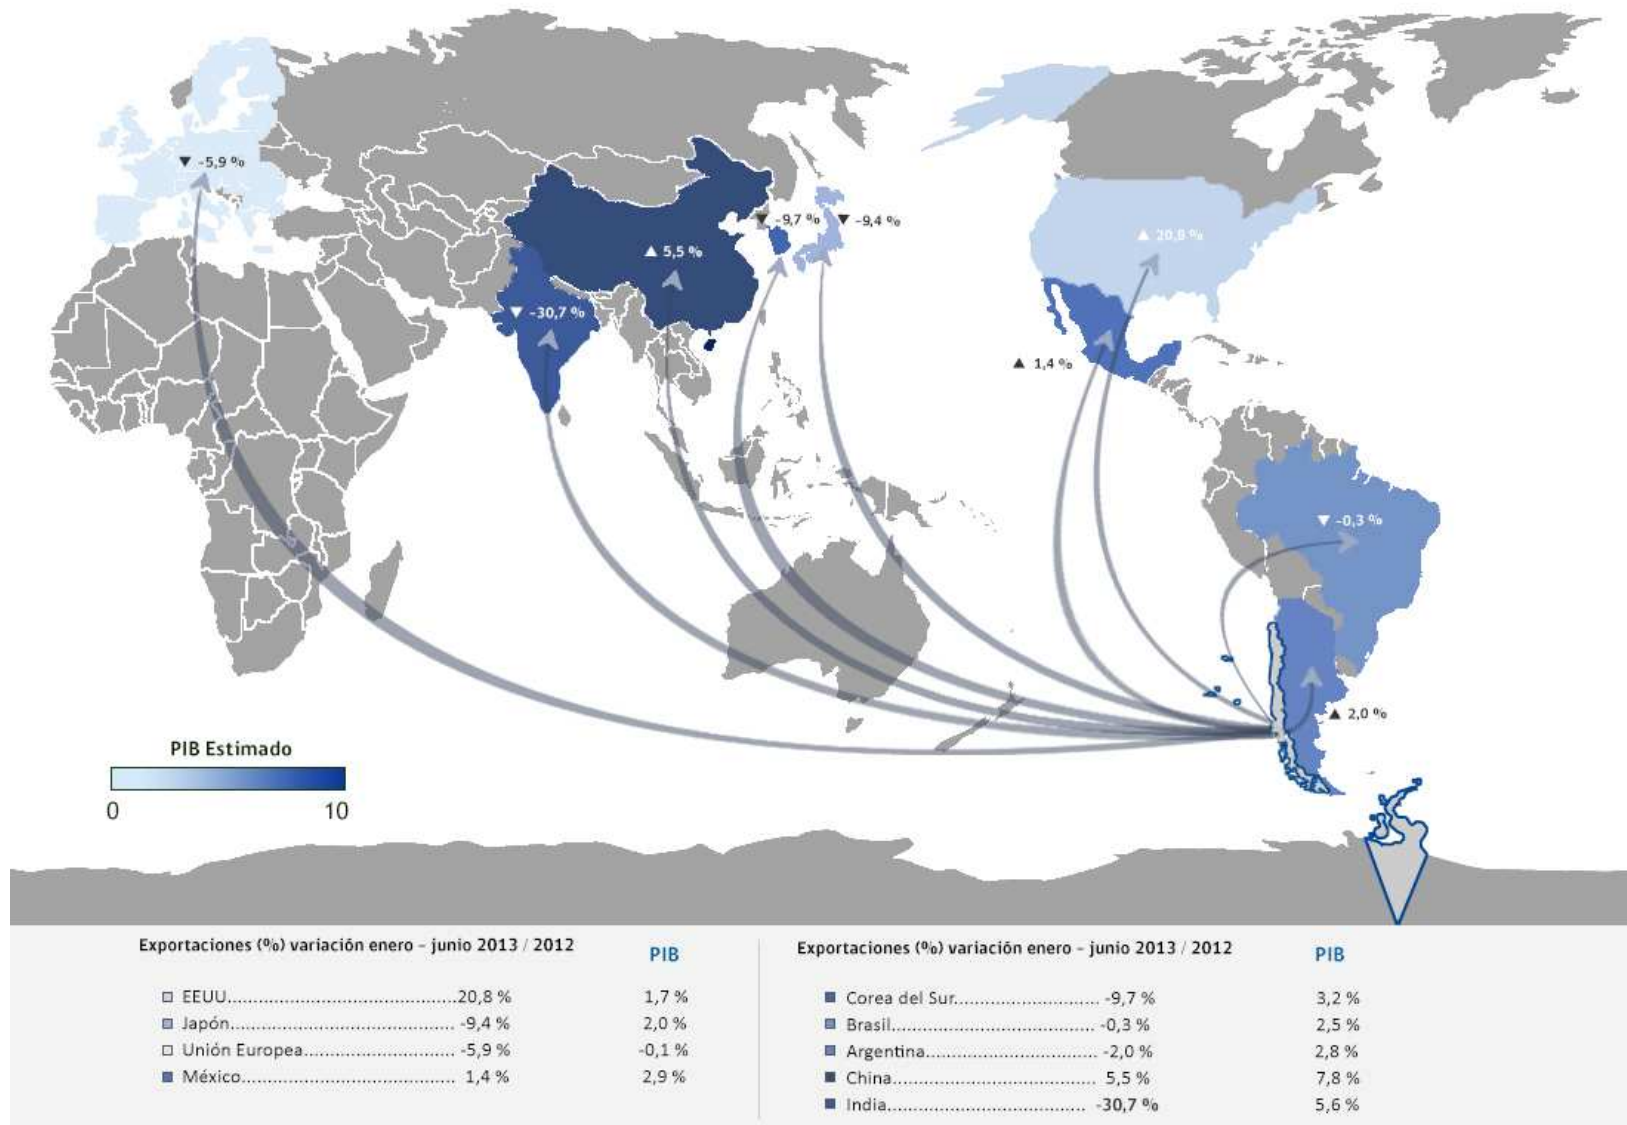 ▼ -5,9 %
▼ -9,7 %
▼ -9,4 %
▲ 5,5 %
▲ 20,8 %
▼ -30,7 %
▲ 1,4 %
▼ -0,3 %
▲ 2,0 %
PIB Estimado
0 10
Exportaciones (%) variación enero - junio 2013 / 2012 PIB
EEUU.......................................................20,8 % 1,7 %
Japón...................................................... -9,4 % 2,0 %
Unión Europea..................................... -5,9 % -0,1 %
México.................................................... 1,4 % 2,9 %
Exportaciones (%) variación enero - junio 2013 / 2012 PIB
Corea del Sur................................... -9,7 % 3,2 %
Brasil................................................. -0,3 % 2,5 %
Argentina......................................... -2,0 % 2,8 %
China................................................. 5,5 % 7,8 %
India................................................ -30,7 % 5,6 %